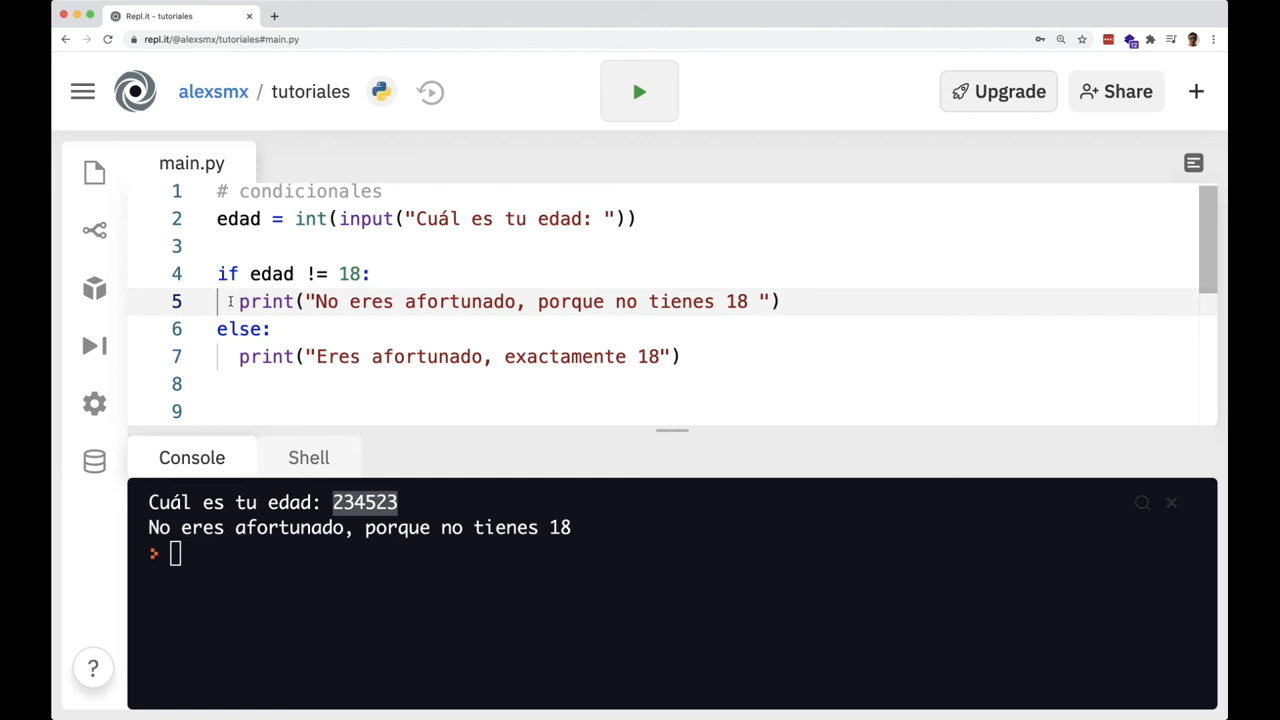 Repl.it - tutoriales
repl.it/@alexsmx/tutoriales#main.py
12
alexsmx / tutoriales
Upgrade
Share
main.py
1 # condicionales
2 edad = int(input("Cuál es tu edad: "))
3
4 if edad != 18:
5 print("No eres afortunado, porque no tienes 18 ")
6 else:
7 print("Eres afortunado, exactamente 18")
8
9
Console Shell
Cuál es tu edad: 234523
No eres afortunado, porque no tienes 18
?